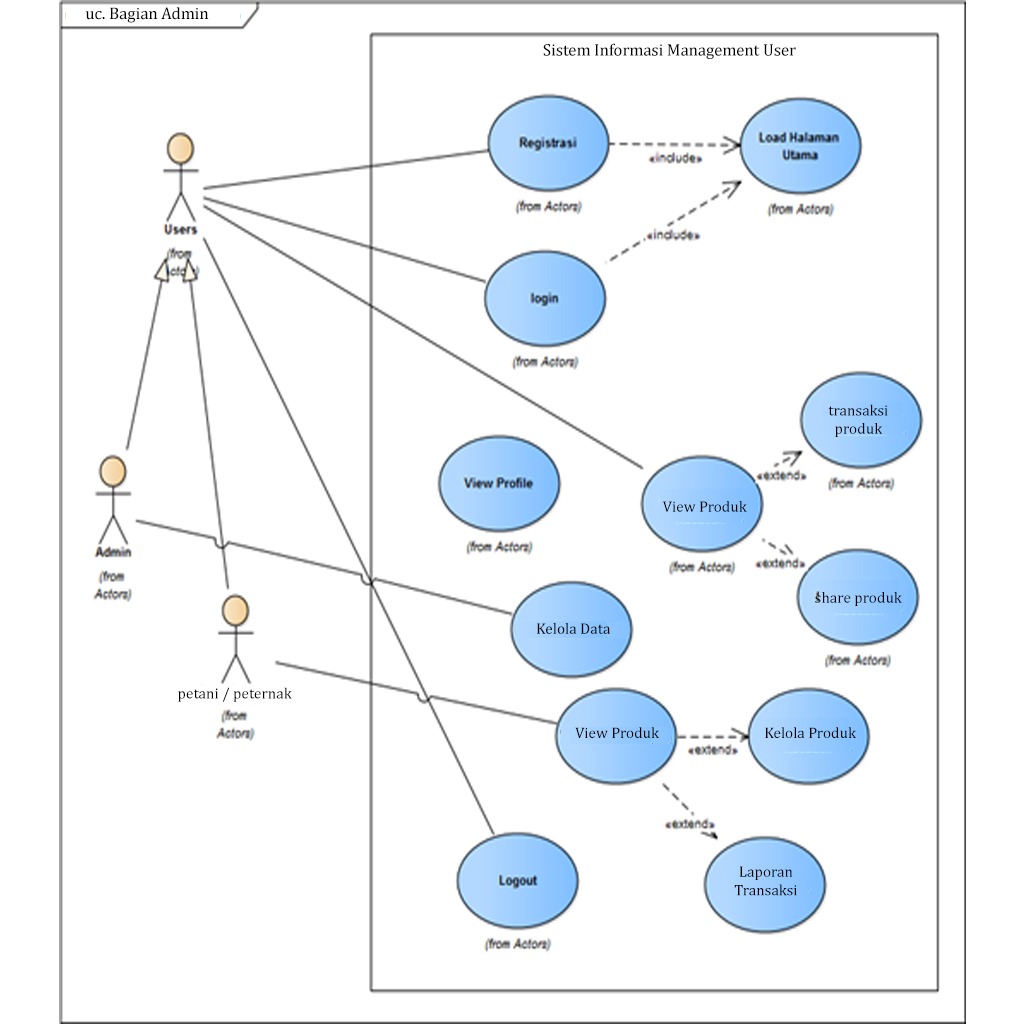 uc. Bagian Admin
Sistem Informasi Management User
Registrasi
«include»
Load Halaman
Utama
(from Actors)
(from Actors)
Users
(from
Actors)
«include»
login
(from Actors)
transaksi
produk
«extend»
(from Actors)
View Profile
(from Actors)
View Produk
(from Actors)
«extend»
share produk
(from Actors)
Admin
(from
Actors)
Kelola Data
petani / peternak
(from
Actors)
View Produk
«extend»
Kelola Produk
«extend»
Laporan
Transaksi
Logout
(from Actors)